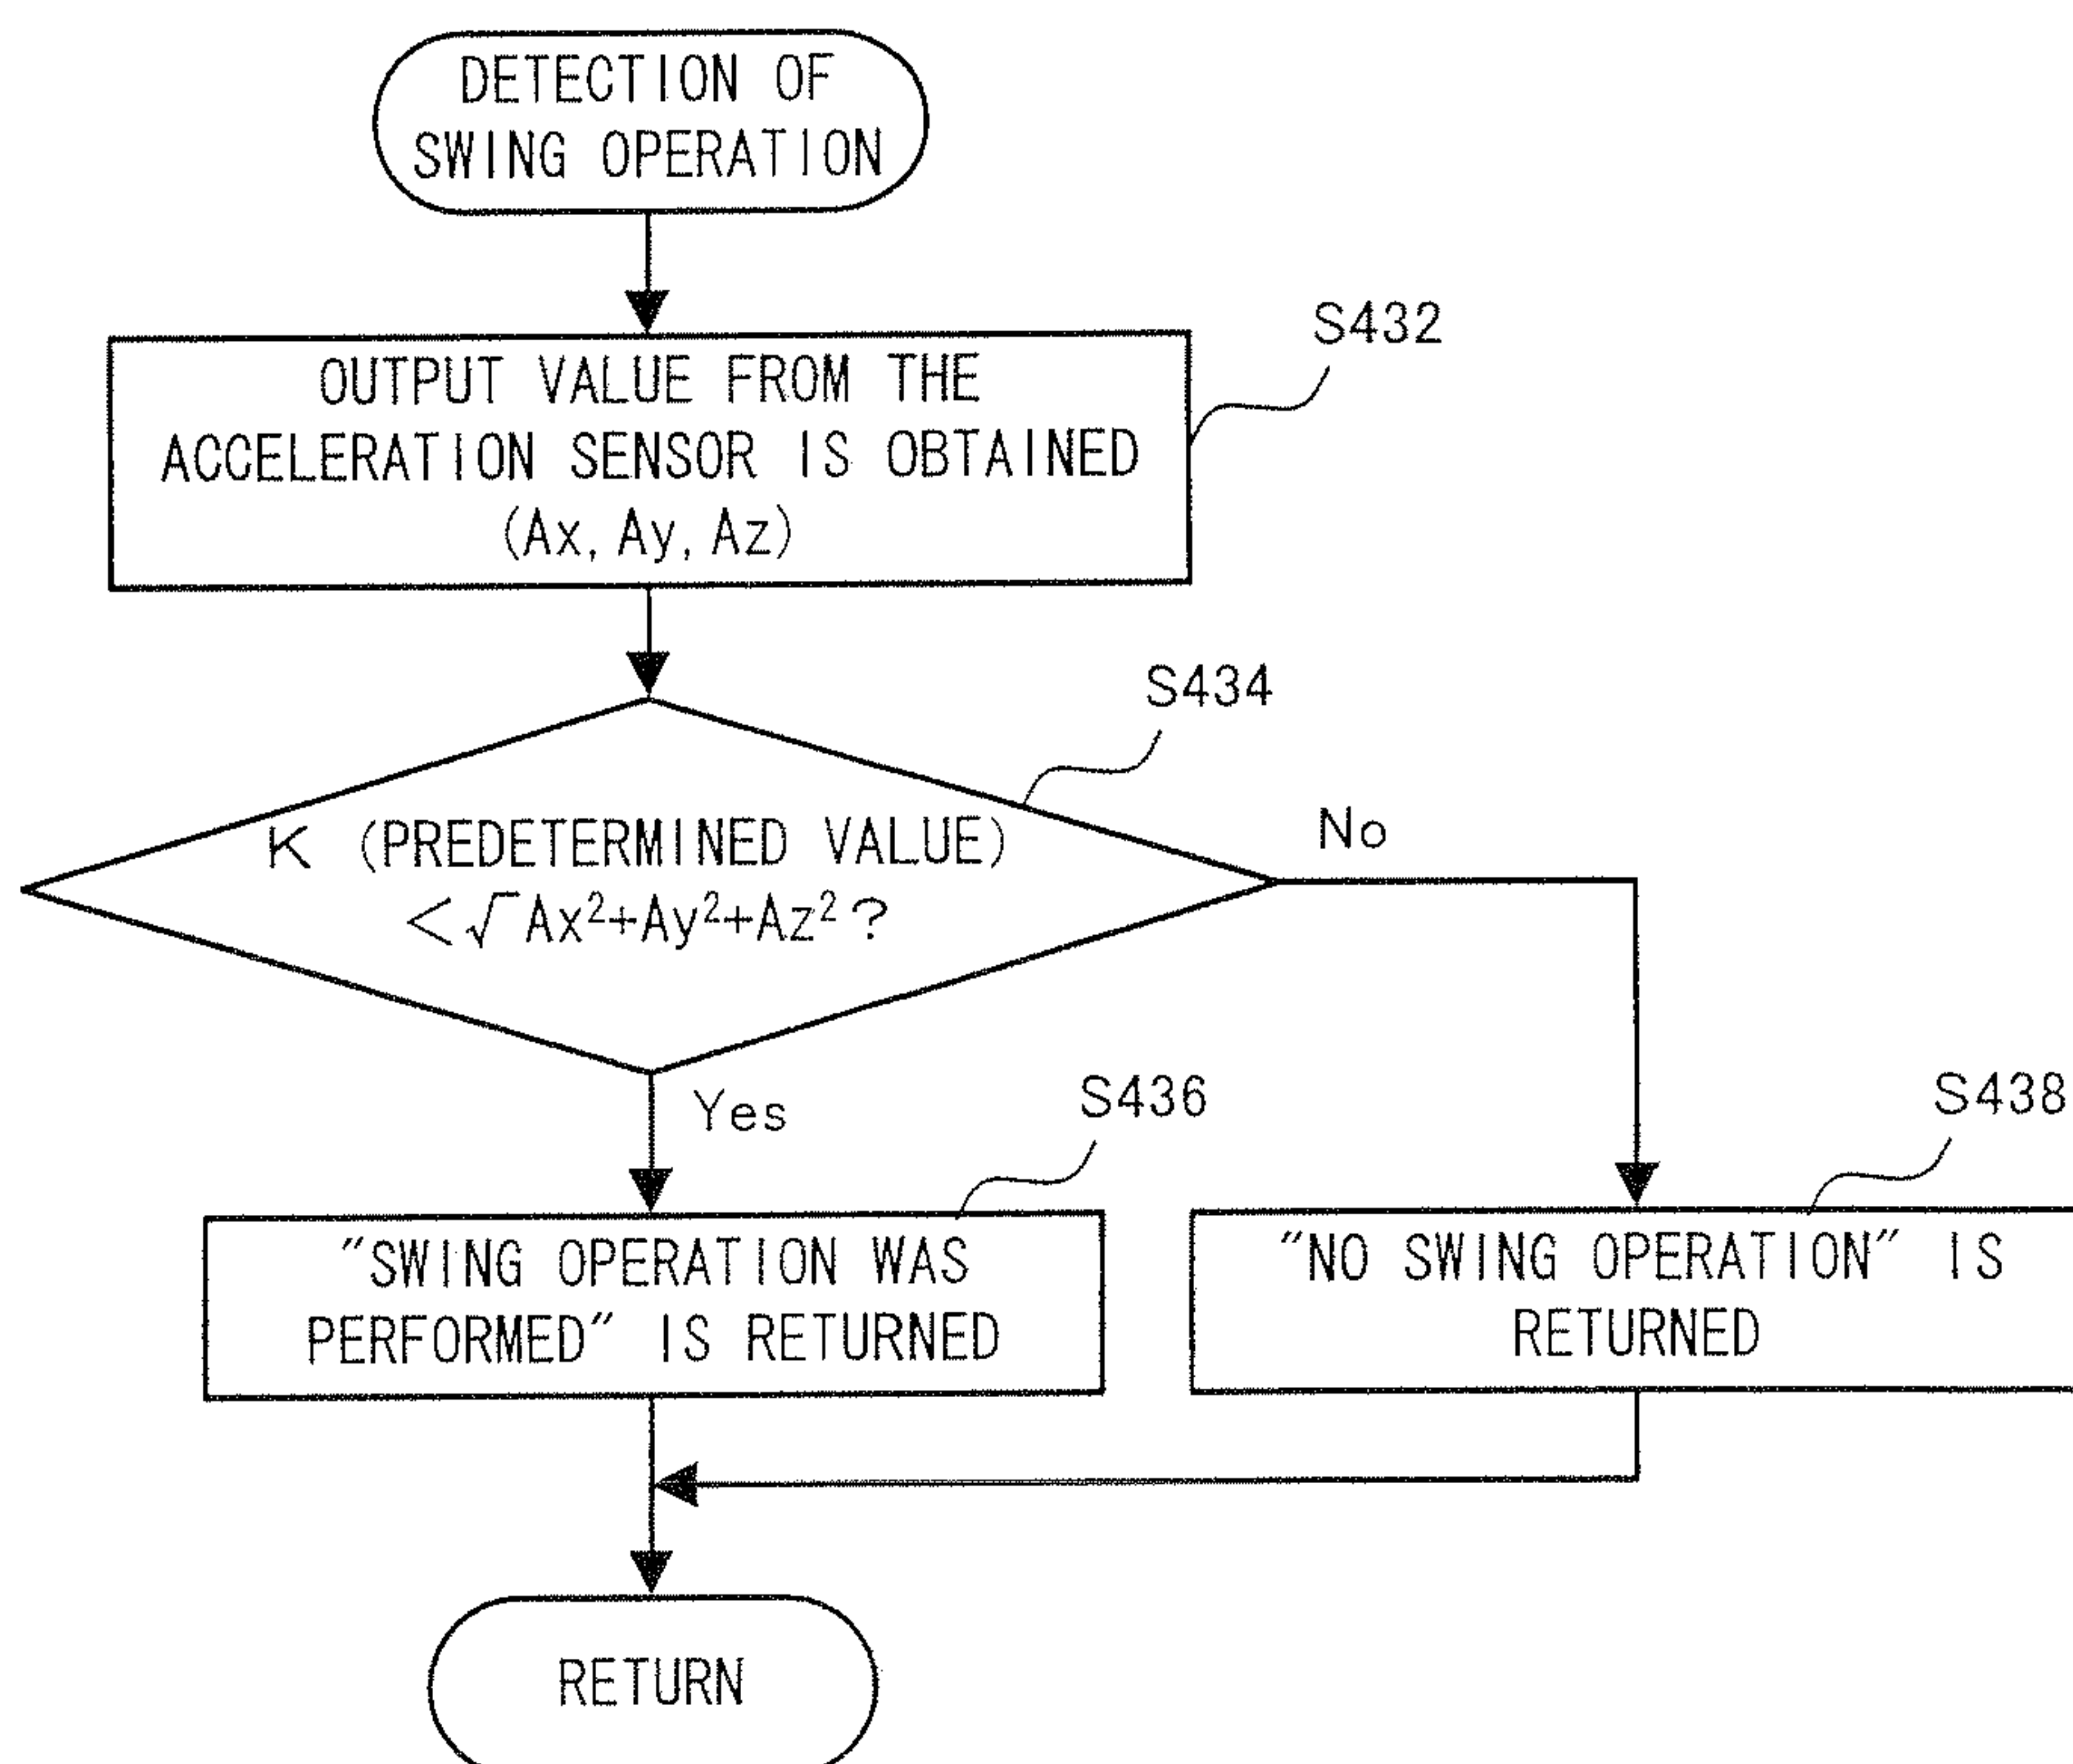 DETECTION OF
SWING OPERATION
S432
OUTPUT VALUE FROM THE
ACCELERATION SENSOR IS OBTAINED
(Ax, Ay, Az)
S434
K (PREDETERMINED VALUE)
<√Ax²+Ay²+Az²?
No
Yes
S436
S438
"SWING OPERATION WAS
PERFORMED" IS RETURNED
"NO SWING OPERATION" IS
RETURNED
RETURN